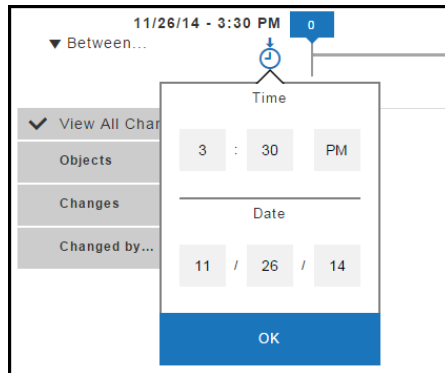 11/26/14 - 3:30 PM 0
▼ Between...
Time
View All Char
3 : 30 PM
Objects
Changes
Date
Changed by...
11 / 26 / 14
OK